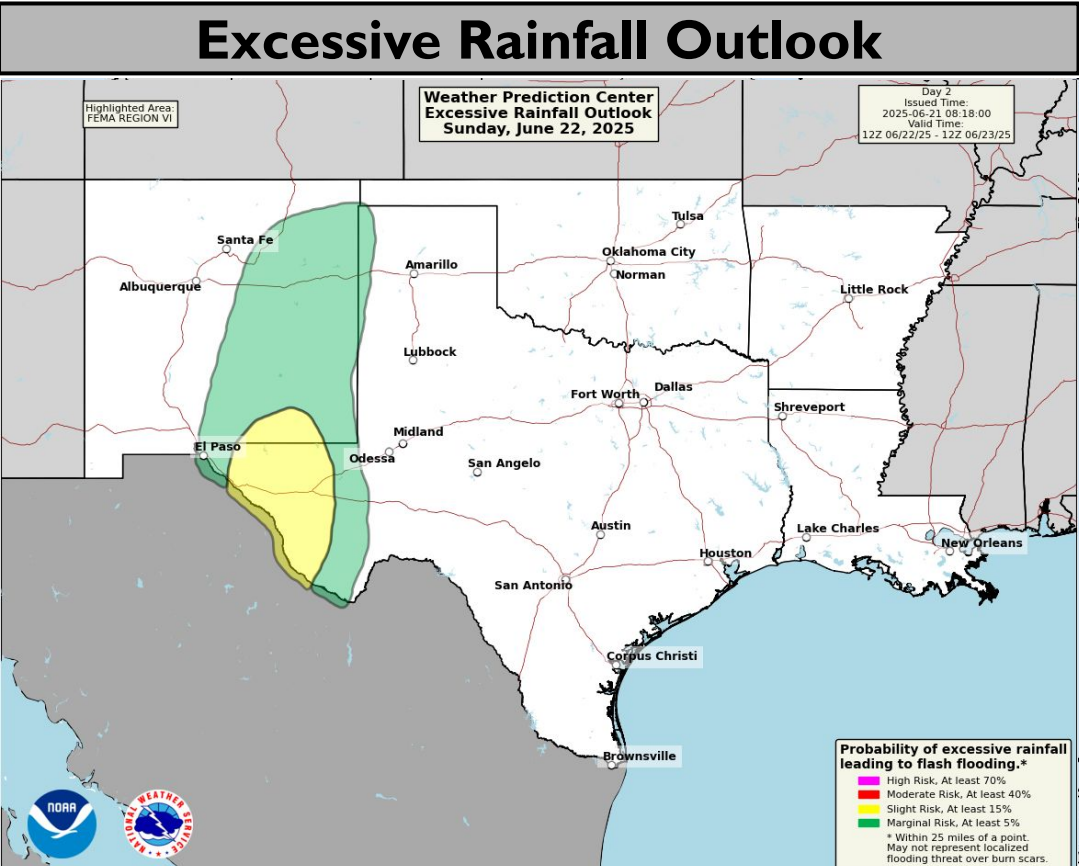 Excessive Rainfall Outlook
Highlighted Area:
FEMA REGION VI
Weather Prediction Center
Excessive Rainfall Outlook
Sunday, June 22, 2025
Day 2
Issued Time:
2025-06-21 08:18:00
Valid Time:
12Z 06/22/25 - 12Z 06/23/25
Tulsa
Santa Fe
Oklahoma City
Amarillo
Norman
Albuquerque
Little Rock
Lubbock
Dallas
Fort Worth
Shreveport
Midland
El Paso
Odessa
San Angelo
Austin
Lake Charles
New Orleans
Houston
San Antonio
Corpus Christi
Brownsville
Probability of excessive rainfall
leading to flash flooding.*
High Risk, At least 70%
Moderate Risk, At least 40%
Slight Risk, At least 15%
Marginal Risk, At least 5%
* Within 25 miles of a point.
May not represent localized
flooding threat over burn scars.
NOAA
NATIONAL WEATHER SERVICE